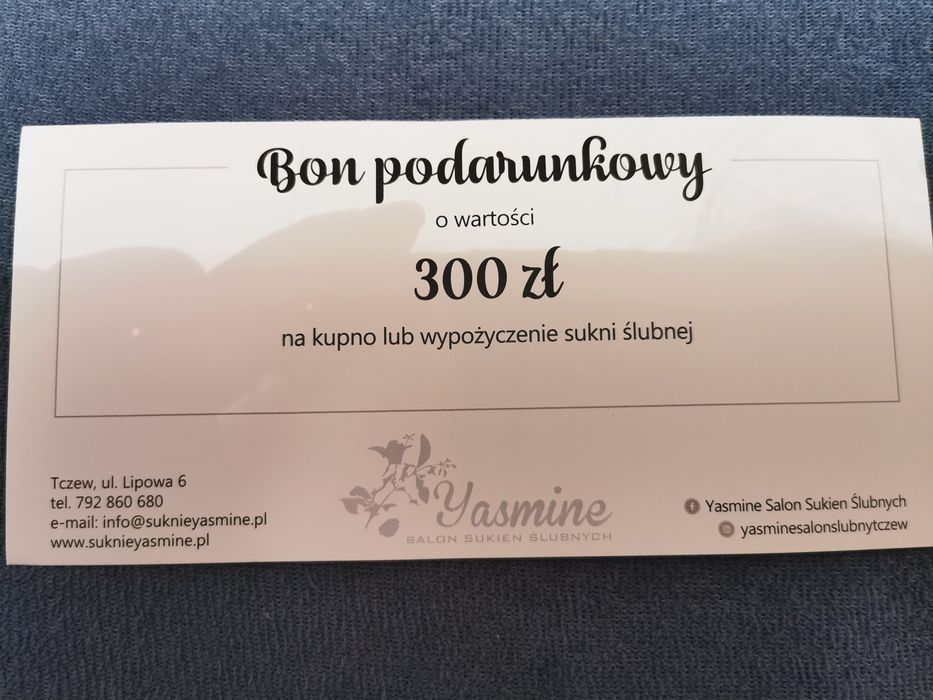 Bon podarunkowy
o wartości
300 zł
na kupno lub wypożyczenie sukni ślubnej
Tczew, ul. Lipowa 6
tel. 792 860 680
e-mail: info@suknieyasmine.pl
www.suknieyasmine.pl
Yasmine
SALON SUKIEN ŚLUBNYCH
Yasmine Salon Sukien Ślubnych
yasminesalonslubnytczew